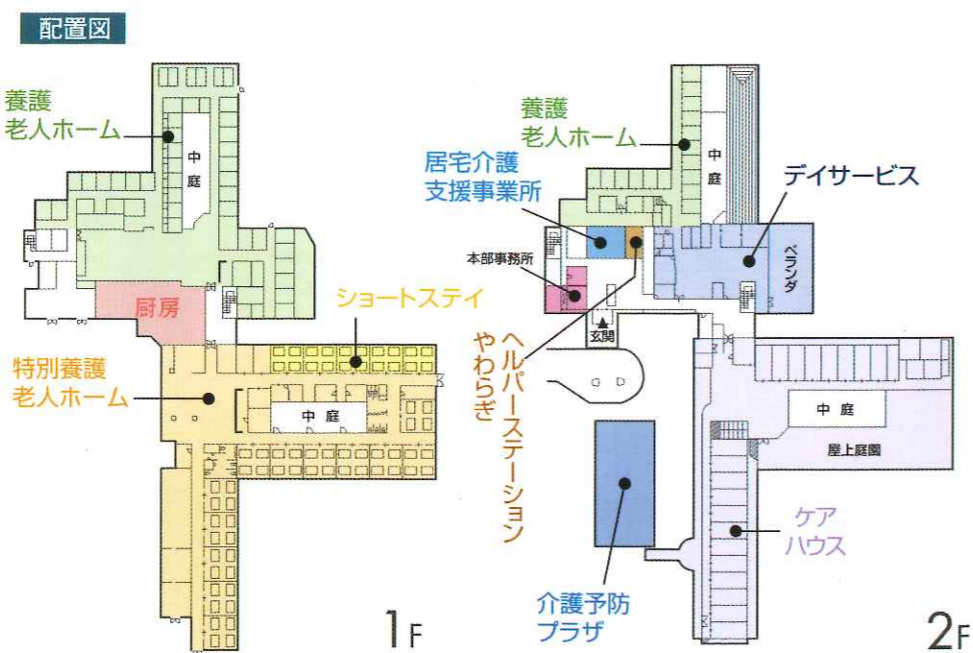 配置図
養護
老人ホーム
中庭
厨房
ショートステイ
特別養護
老人ホーム
中庭
1F
養護
老人ホーム
中庭
居宅介護
支援事業所
デイサービス
本部事務所
ベランダ
玄関
ヘルパーステーション
やわらぎ
中庭
屋上庭園
ケア
ハウス
介護予防
プラザ
2F